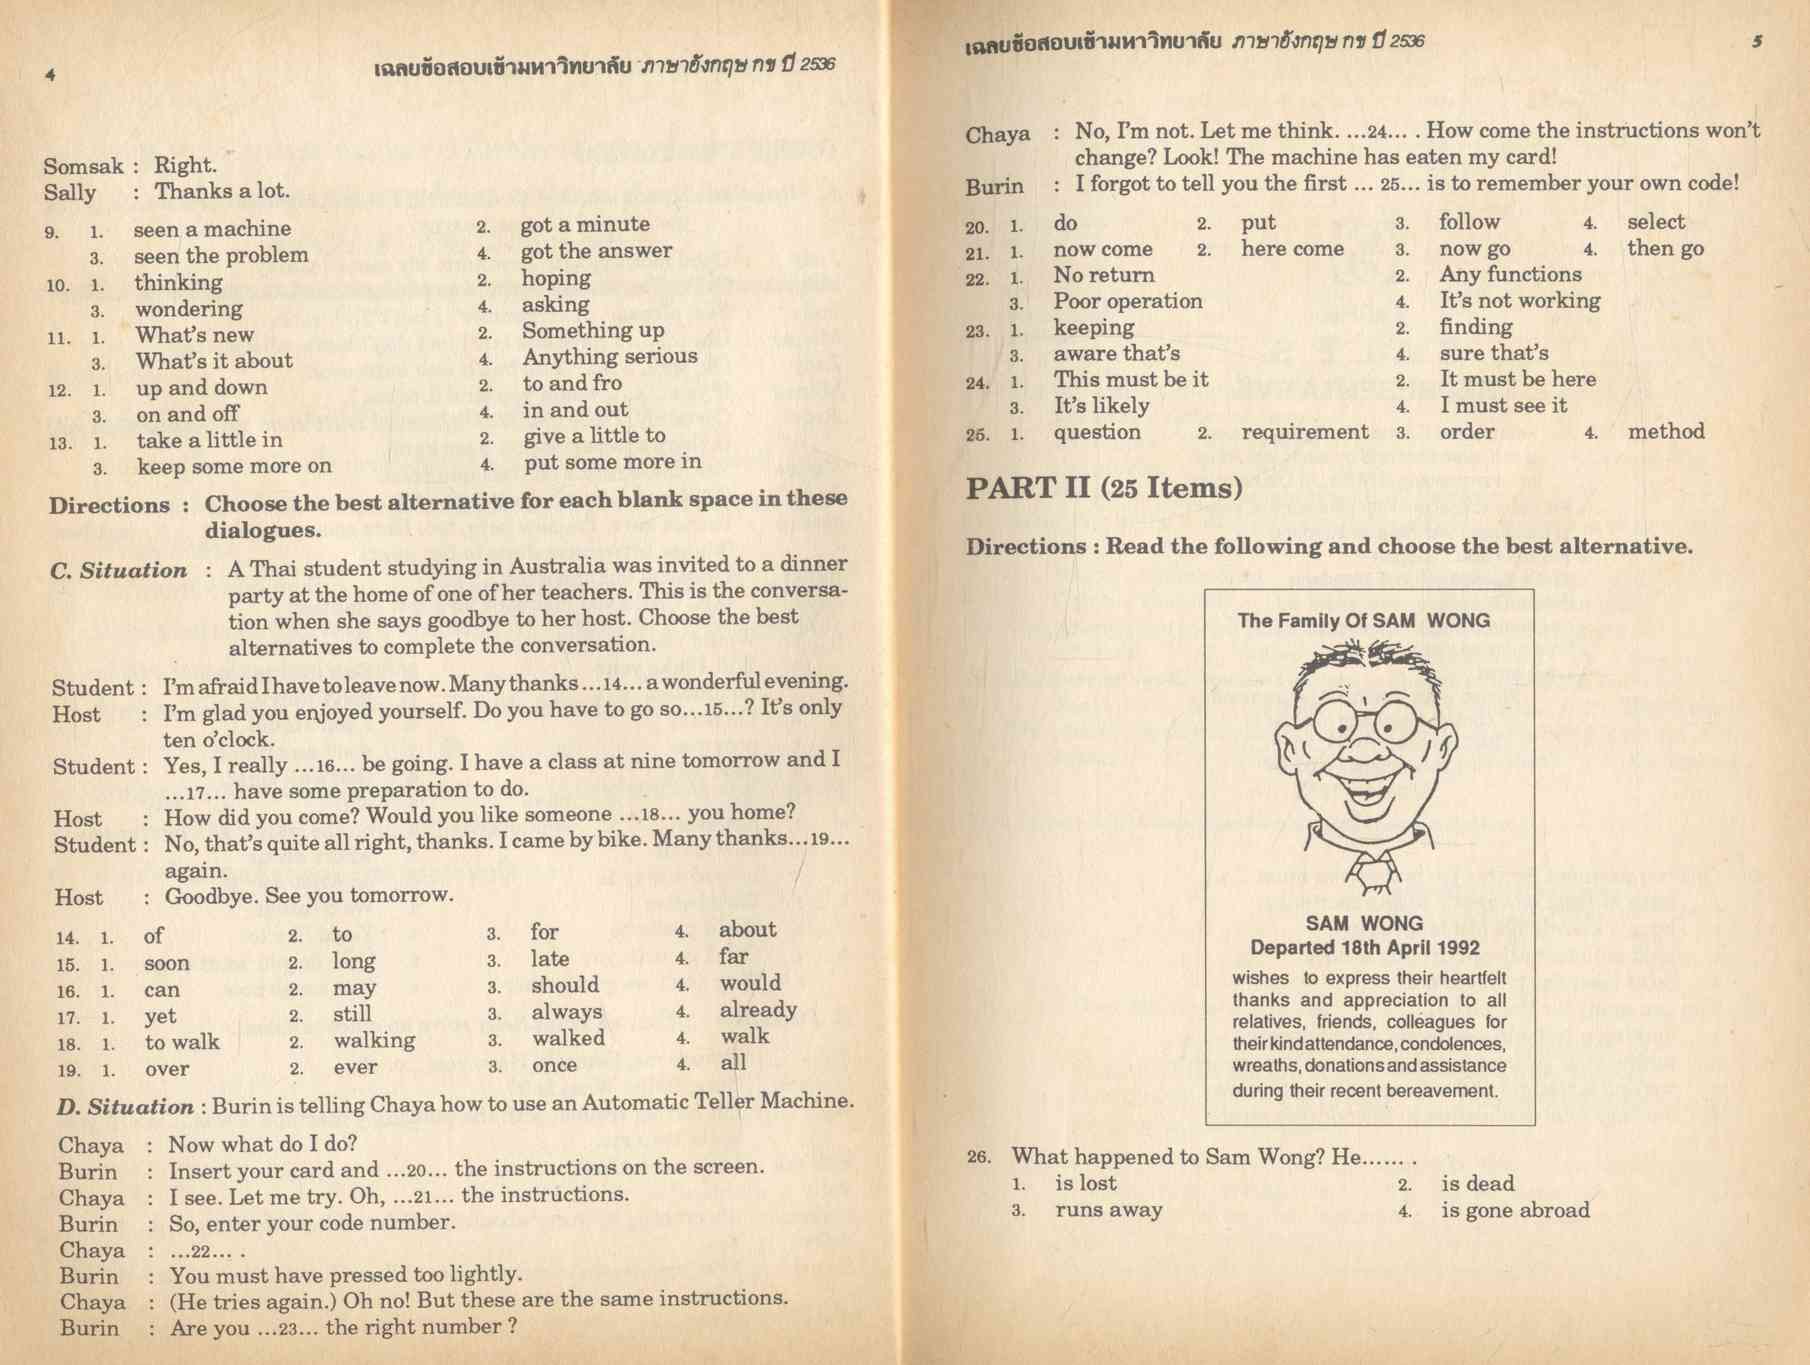 4
เฉลยข้อสอบเข้ามหาวิทยาลัย ภาษาอังกฤษ กข ปี 2536
Somsak : Right.
Sally : Thanks a lot.
9. 1. seen a machine 2. got a minute
3. seen the problem 4. got the answer
10. 1. thinking 2. hoping
3. wondering 4. asking
11. 1. What's new 2. Something up
3. What's it about 4. Anything serious
12. 1. up and down 2. to and fro
3. on and off 4. in and out
13. 1. take a little in 2. give a little to
3. keep some more on 4. put some more in
Directions : Choose the best alternative for each blank space in these
dialogues.
C. Situation : A Thai student studying in Australia was invited to a dinner
party at the home of one of her teachers. This is the conversa-
tion when she says goodbye to her host. Choose the best
alternatives to complete the conversation.
Student : I'm afraid I have to leave now. Many thanks ...14... a wonderful evening.
Host : I'm glad you enjoyed yourself. Do you have to go so...15...? It's only
ten o'clock.
Student : Yes, I really ...16... be going. I have a class at nine tomorrow and I
...17... have some preparation to do.
Host : How did you come? Would you like someone ...18... you home?
Student : No, that's quite all right, thanks. I came by bike. Many thanks...19...
again.
Host : Goodbye. See you tomorrow.
14. 1. of 2. to 3. for 4. about
15. 1. soon 2. long 3. late 4. far
16. 1. can 2. may 3. should 4. would
17. 1. yet 2. still 3. always 4. already
18. 1. to walk 2. walking 3. walked 4. walk
19. 1. over 2. ever 3. once 4. all
D. Situation : Burin is telling Chaya how to use an Automatic Teller Machine.
Chaya : Now what do I do?
Burin : Insert your card and ...20... the instructions on the screen.
Chaya : I see. Let me try. Oh, ...21... the instructions.
Burin : So, enter your code number.
Chaya : ...22... .
Burin : You must have pressed too lightly.
Chaya : (He tries again.) Oh no! But these are the same instructions.
Burin : Are you ...23... the right number ?
เฉลยข้อสอบเข้ามหาวิทยาลัย ภาษาอังกฤษ กข ปี 2536
5
Chaya : No, I'm not. Let me think. ...24... . How come the instructions won't
change? Look! The machine has eaten my card!
Burin : I forgot to tell you the first ... 25... is to remember your own code!
20. 1. do 2. put 3. follow 4. select
21. 1. now come 2. here come 3. now go 4. then go
22. 1. No return 2. Any functions
3. Poor operation 4. It's not working
23. 1. keeping 2. finding
3. aware that's 4. sure that's
24. 1. This must be it 2. It must be here
3. It's likely 4. I must see it
25. 1. question 2. requirement 3. order 4. method
PART II (25 Items)
Directions : Read the following and choose the best alternative.
The Family Of SAM WONG
SAM WONG
Departed 18th April 1992
wishes to express their heartfelt
thanks and appreciation to all
relatives, friends, colleagues for
their kind attendance, condolences,
wreaths, donations and assistance
during their recent bereavement.
26. What happened to Sam Wong? He...... .
1. is lost 2. is dead
3. runs away 4. is gone abroad